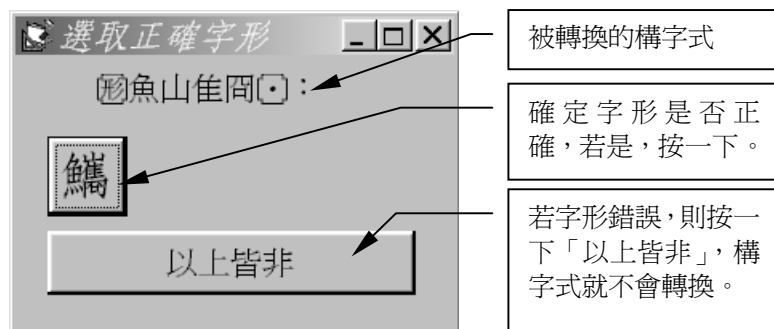 選取正確字形
形魚山隹冏:
被轉換的構字式
確定字形是否正
確,若是,按一下。
鱅
以上皆非
若字形錯誤,則按一
下「以上皆非」,構
字式就不會轉換。